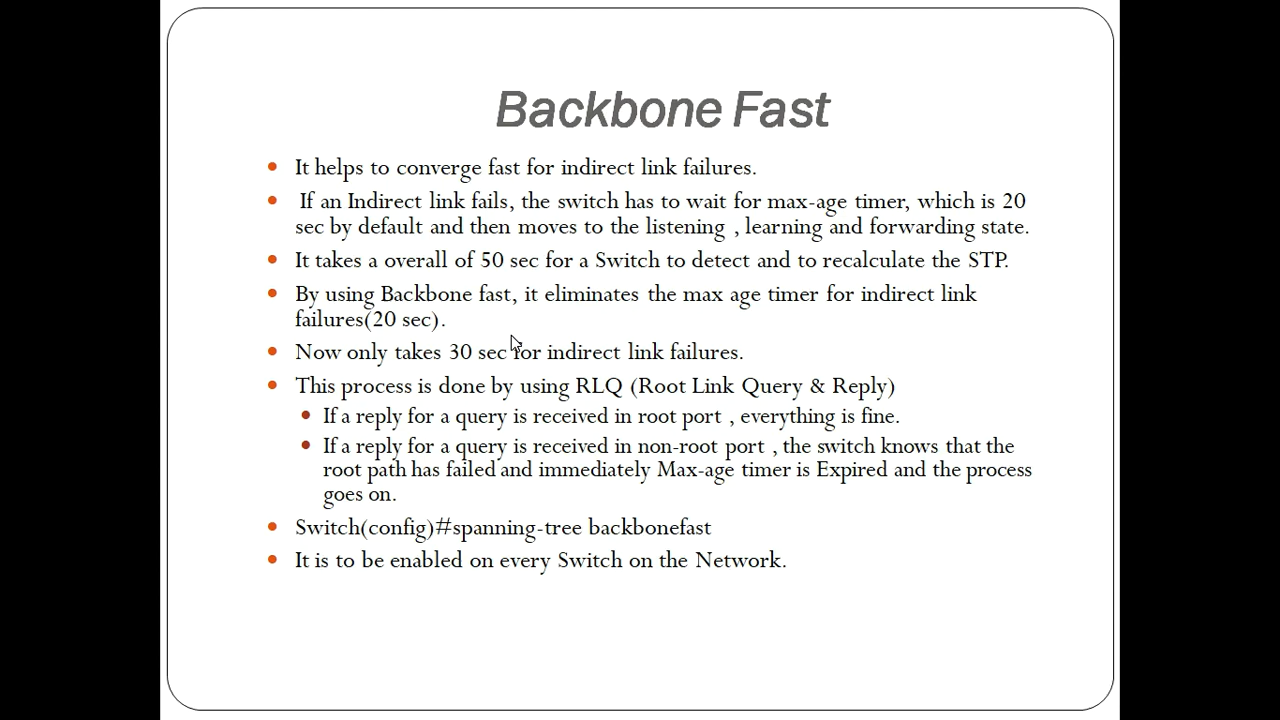 Backbone Fast
It helps to converge fast for indirect link failures.
If an Indirect link fails, the switch has to wait for max-age timer, which is 20
sec by default and then moves to the listening , learning and forwarding state.
It takes a overall of 50 sec for a Switch to detect and to recalculate the STP.
By using Backbone fast, it eliminates the max age timer for indirect link
failures(20 sec).
Now only takes 30 sec for indirect link failures.
This process is done by using RLQ (Root Link Query & Reply)
If a reply for a query is received in root port , everything is fine.
If a reply for a query is received in non-root port , the switch knows that the
root path has failed and immediately Max-age timer is Expired and the process
goes on.
Switch(config)#spanning-tree backbonefast
It is to be enabled on every Switch on the Network.